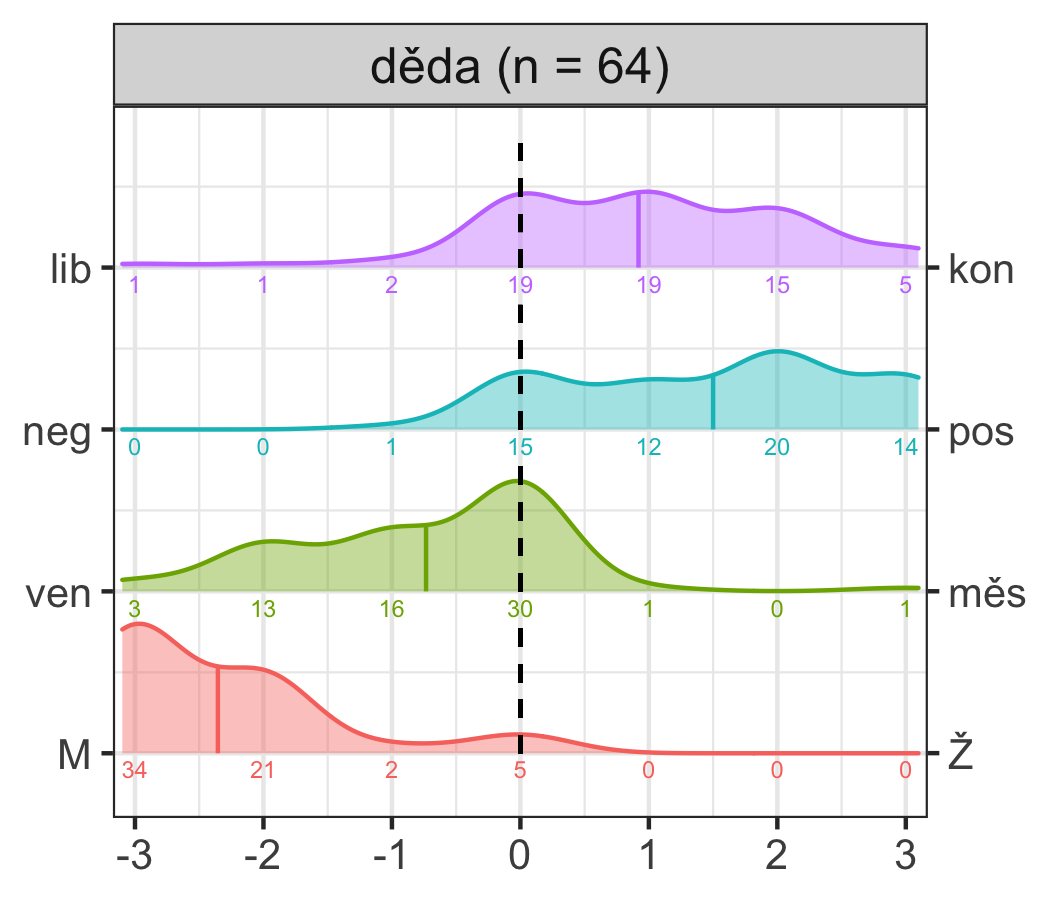 děda (n = 64)
lib kon
1 1 2 19 19 15 5
neg pos
0 0 1 15 12 20 14
ven měs
3 13 16 30 1 0 1
M Ž
34 21 2 5 0 0 0
-3 -2 -1 0 1 2 3